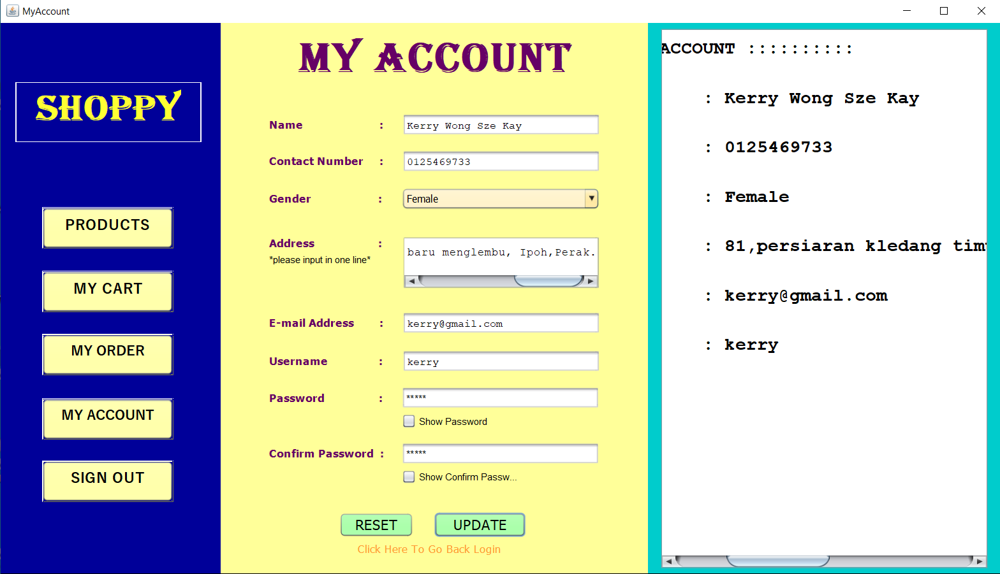 MyAccount
SHOPPY
PRODUCTS
MY CART
MY ORDER
MY ACCOUNT
SIGN OUT
MY ACCOUNT
Name : Kerry Wong Sze Kay
Contact Number : 0125469733
Gender : Female
Address : baru menglembu, Ipoh,Perak.
*please input in one line*
E-mail Address : kerry@gmail.com
Username : kerry
Password : *****
Show Password
Confirm Password : *****
Show Confirm Passw...
RESET
UPDATE
Click Here To Go Back Login
ACCOUNT ::::::::::
: Kerry Wong Sze Kay
: 0125469733
: Female
: 81,persiaran kledang
: kerry@gmail.com
: kerry